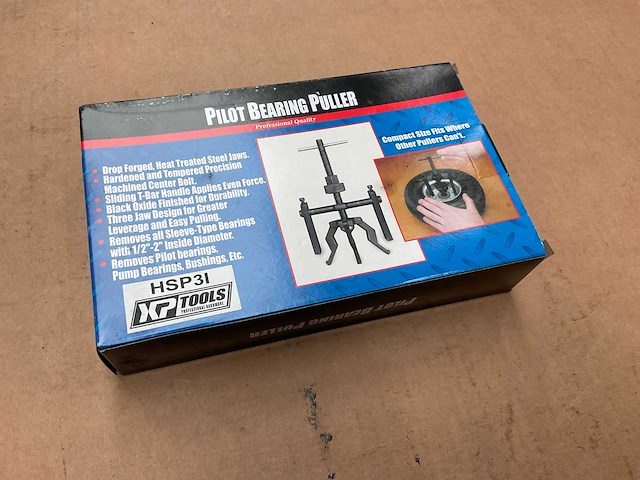 PILOT BEARING PULLER
Professional Quality
• Drop Forged, Heat Treated Steel Jaws.
• Hardened and Tempered Precision
Machined Center Bolt.
• Sliding T-Bar Handle Applies Even Force.
• Black Oxide Finished for Durability.
• Three Jaw Design for Greater
Leverage and Easy Pulling.
• Removes all Sleeve-Type Bearings
with 1/2"-2" Inside Diameter.
• Removes Pilot bearings,
Pump Bearings, Bushings, Etc.
Compact Size Fits Where
Other Pullers Can't.
HSP3I
XP TOOLS
PROFESSIONAL HARDWARE
PILOT BEARING PULLER